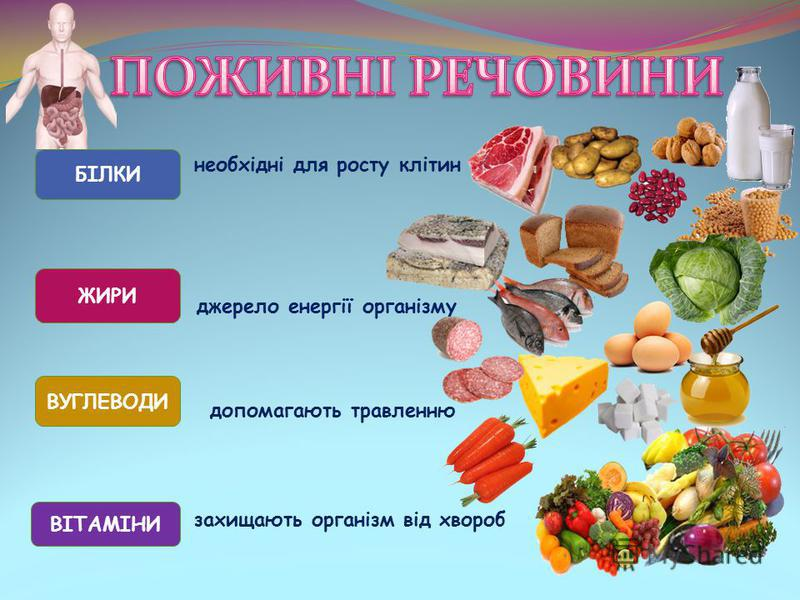 ПОЖИВНІ РЕЧОВИНИ
БІЛКИ
необхідні для росту клітин
ЖИРИ
джерело енергії організму
ВУГЛЕВОДИ
допомагають травленню
ВІТАМІНИ
захищають організм від хвороб
MyShared